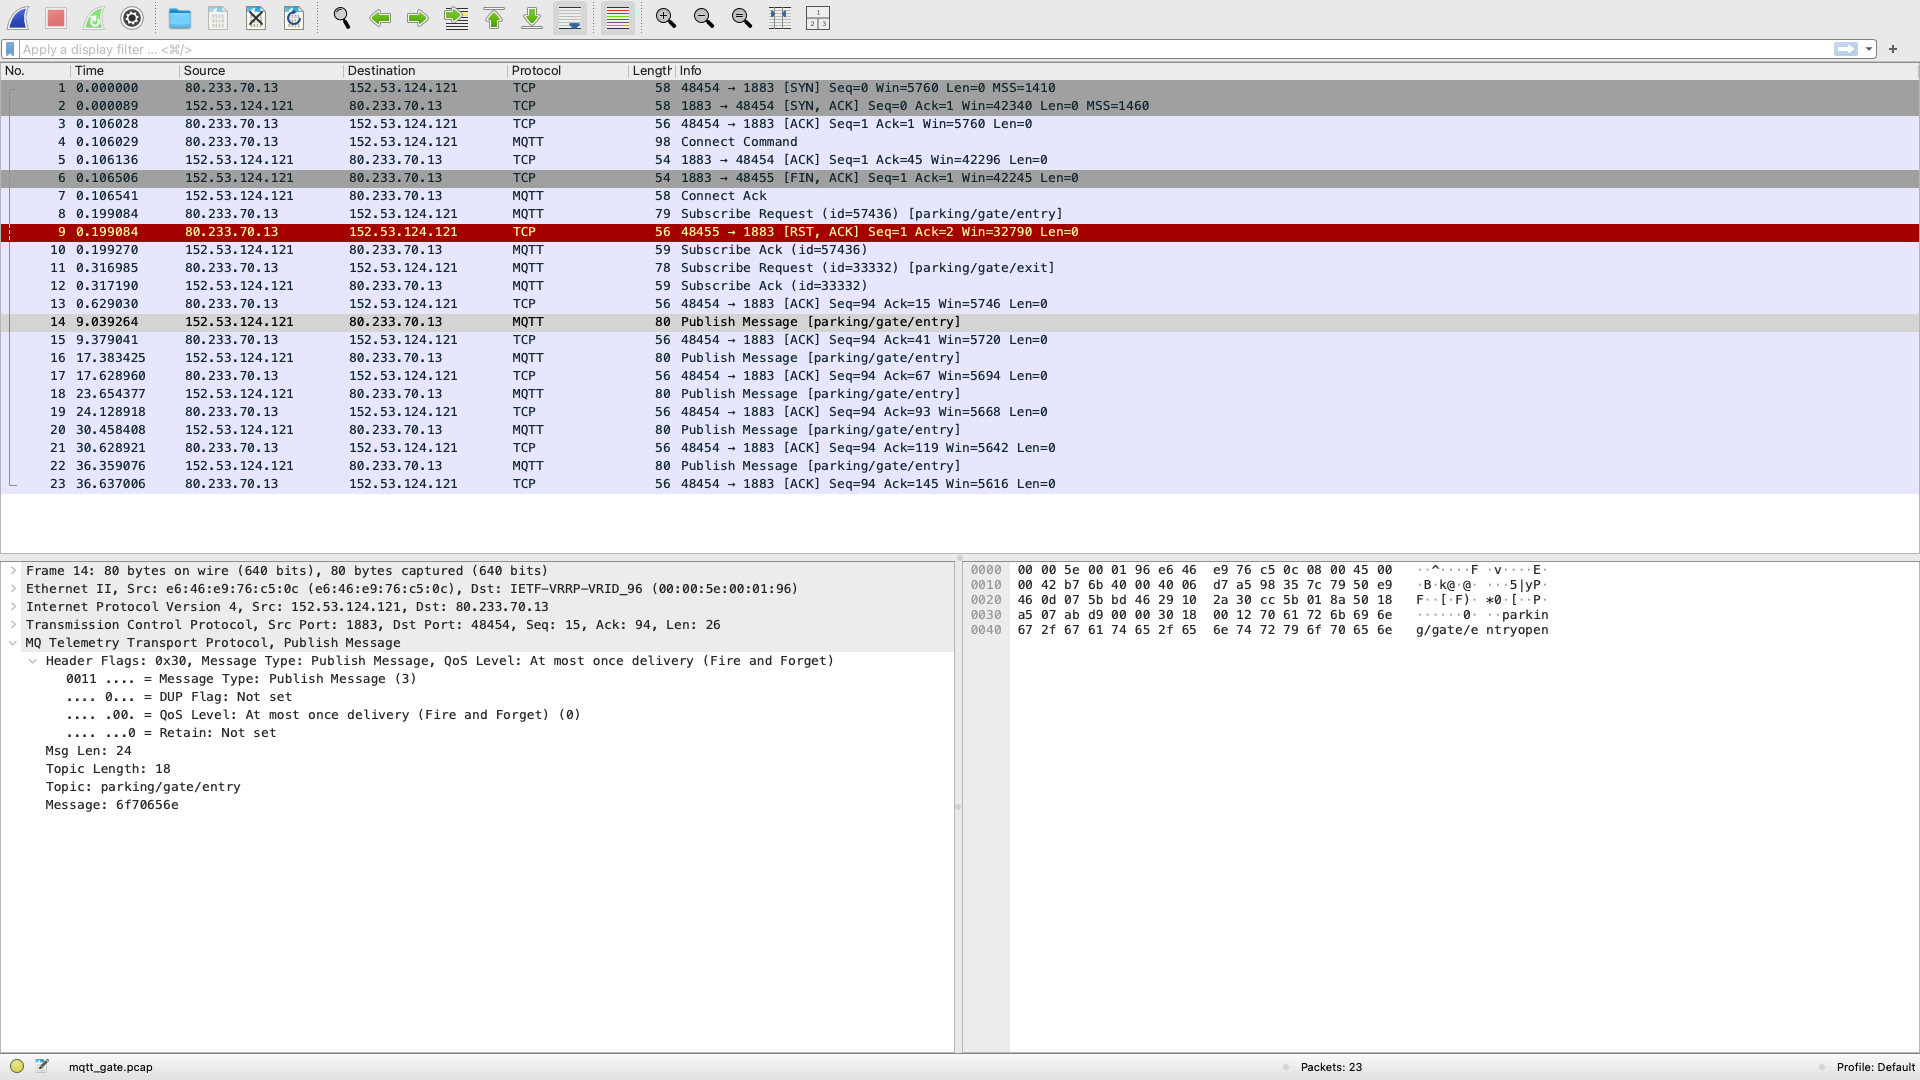 Apply a display filter ... <⌘/>
No. Time Source Destination Protocol Length Info
1 0.000000 80.233.70.13 152.53.124.121 TCP 58 48454 → 1883 [SYN] Seq=0 Win=5760 Len=0 MSS=1410
2 0.000089 152.53.124.121 80.233.70.13 TCP 58 1883 → 48454 [SYN, ACK] Seq=0 Ack=1 Win=42340 Len=0 MSS=1460
3 0.106028 80.233.70.13 152.53.124.121 TCP 56 48454 → 1883 [ACK] Seq=1 Ack=1 Win=5760 Len=0
4 0.106029 80.233.70.13 152.53.124.121 MQTT 98 Connect Command
5 0.106136 152.53.124.121 80.233.70.13 TCP 54 1883 → 48454 [ACK] Seq=1 Ack=45 Win=42296 Len=0
6 0.106506 152.53.124.121 80.233.70.13 TCP 54 1883 → 48455 [FIN, ACK] Seq=1 Ack=1 Win=42245 Len=0
7 0.106541 152.53.124.121 80.233.70.13 MQTT 58 Connect Ack
8 0.199084 80.233.70.13 152.53.124.121 MQTT 79 Subscribe Request (id=57436) [parking/gate/entry]
9 0.199084 80.233.70.13 152.53.124.121 TCP 56 48455 → 1883 [RST, ACK] Seq=1 Ack=2 Win=32790 Len=0
10 0.199270 152.53.124.121 80.233.70.13 MQTT 59 Subscribe Ack (id=57436)
11 0.316985 80.233.70.13 152.53.124.121 MQTT 78 Subscribe Request (id=33332) [parking/gate/exit]
12 0.317190 152.53.124.121 80.233.70.13 MQTT 59 Subscribe Ack (id=33332)
13 0.629030 80.233.70.13 152.53.124.121 TCP 56 48454 → 1883 [ACK] Seq=94 Ack=15 Win=5746 Len=0
14 9.039264 152.53.124.121 80.233.70.13 MQTT 80 Publish Message [parking/gate/entry]
15 9.379041 80.233.70.13 152.53.124.121 TCP 56 48454 → 1883 [ACK] Seq=94 Ack=41 Win=5720 Len=0
16 17.383425 152.53.124.121 80.233.70.13 MQTT 80 Publish Message [parking/gate/entry]
17 17.628960 80.233.70.13 152.53.124.121 TCP 56 48454 → 1883 [ACK] Seq=94 Ack=67 Win=5694 Len=0
18 23.654377 152.53.124.121 80.233.70.13 MQTT 80 Publish Message [parking/gate/entry]
19 24.128918 80.233.70.13 152.53.124.121 TCP 56 48454 → 1883 [ACK] Seq=94 Ack=93 Win=5668 Len=0
20 30.458408 152.53.124.121 80.233.70.13 MQTT 80 Publish Message [parking/gate/entry]
21 30.628921 80.233.70.13 152.53.124.121 TCP 56 48454 → 1883 [ACK] Seq=94 Ack=119 Win=5642 Len=0
22 36.359076 152.53.124.121 80.233.70.13 MQTT 80 Publish Message [parking/gate/entry]
23 36.637006 80.233.70.13 152.53.124.121 TCP 56 48454 → 1883 [ACK] Seq=94 Ack=145 Win=5616 Len=0
Frame 14: 80 bytes on wire (640 bits), 80 bytes captured (640 bits)
Ethernet II, Src: e6:46:e9:76:c5:0c (e6:46:e9:76:c5:0c), Dst: IETF-VRRP-VRID_96 (00:00:5e:00:01:96)
Internet Protocol Version 4, Src: 152.53.124.121, Dst: 80.233.70.13
Transmission Control Protocol, Src Port: 1883, Dst Port: 48454, Seq: 15, Ack: 94, Len: 26
MQ Telemetry Transport Protocol, Publish Message
Header Flags: 0x30, Message Type: Publish Message, QoS Level: At most once delivery (Fire and Forget)
0011 .... = Message Type: Publish Message (3)
.... 0... = DUP Flag: Not set
.... .00. = QoS Level: At most once delivery (Fire and Forget) (0)
.... ...0 = Retain: Not set
Msg Len: 24
Topic Length: 18
Topic: parking/gate/entry
Message: 6f70656e
0000 00 00 5e 00 01 96 e6 46 e9 76 c5 0c 08 00 45 00 ··^····F ·v····E·
0010 00 42 b7 6b 40 00 40 06 d7 a5 98 35 7c 79 50 e9 ·B·k@·@· ···5|yP·
0020 46 0d 07 5b bd 46 29 10 2a 30 cc 5b 01 8a 50 18 F··[·F)· *0·[··P·
0030 a5 07 ab d9 00 00 30 18 00 12 70 61 72 6b 69 6e ······0· ··parkin
0040 67 2f 67 61 74 65 2f 65 6e 74 72 79 6f 70 65 6e g/gate/e ntryopen
mqtt_gate.pcap Packets: 23 Profile: Default